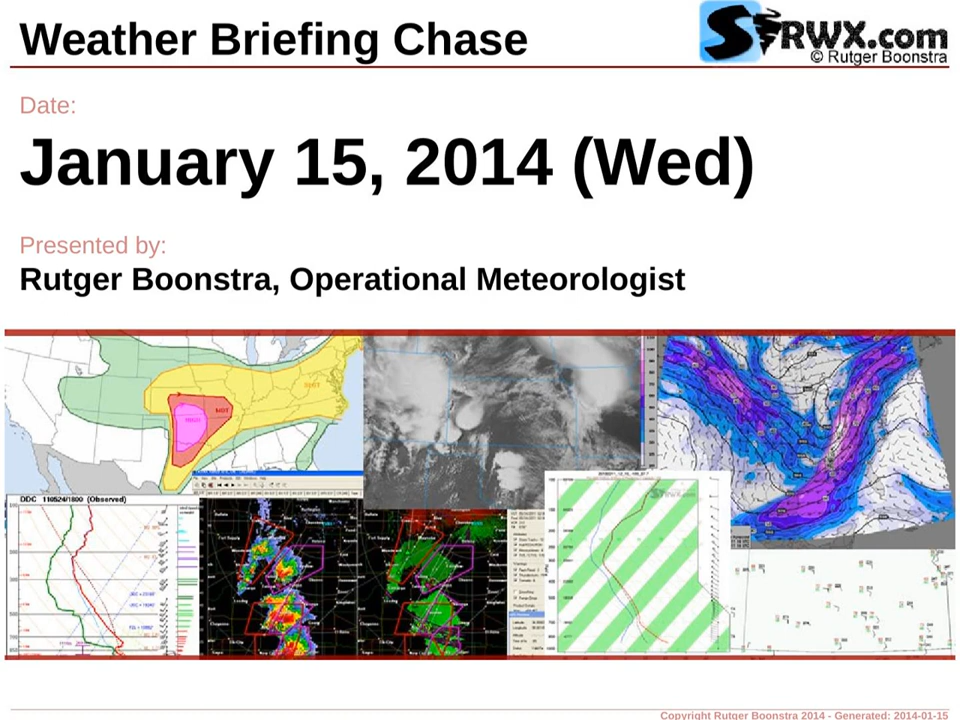 Weather Briefing Chase
SRWX.com
© Rutger Boonstra
Date:
January 15, 2014 (Wed)
Presented by:
Rutger Boonstra, Operational Meteorologist
MDT
DDC 110524/1800 (Observed)
Copyright Rutger Boonstra 2014 - Generated: 2014-01-15